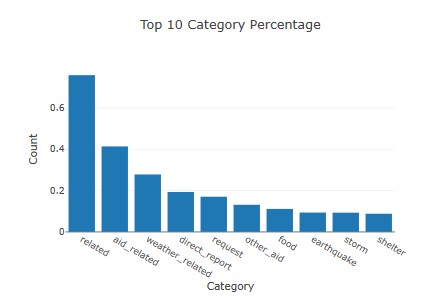 Top 10 Category Percentage
Count
0.6
0.4
0.2
0
related
aid_related
weather_related
direct_report
request
other_aid
food
earthquake
storm
shelter
Category